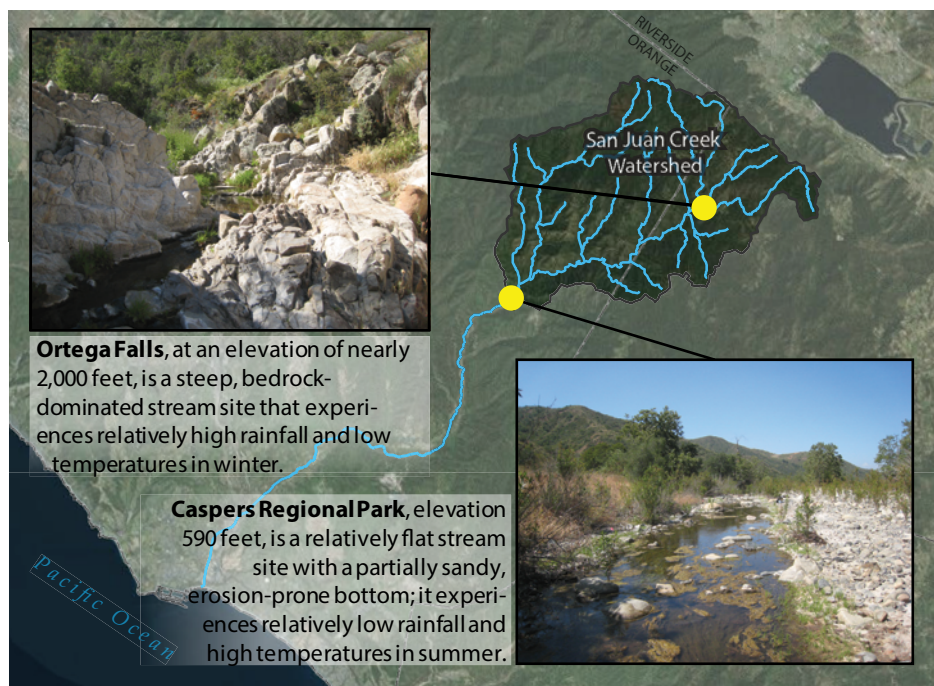 RIVERSIDE
ORANGE
San Juan Creek
Watershed
Ortega Falls, at an elevation of nearly
2,000 feet, is a steep, bedrock-
dominated stream site that experi-
ences relatively high rainfall and low
temperatures in winter.
Caspers Regional Park, elevation
590 feet, is a relatively flat stream
site with a partially sandy,
erosion-prone bottom; it experi-
ences relatively low rainfall and
high temperatures in summer.
Pacific Ocean